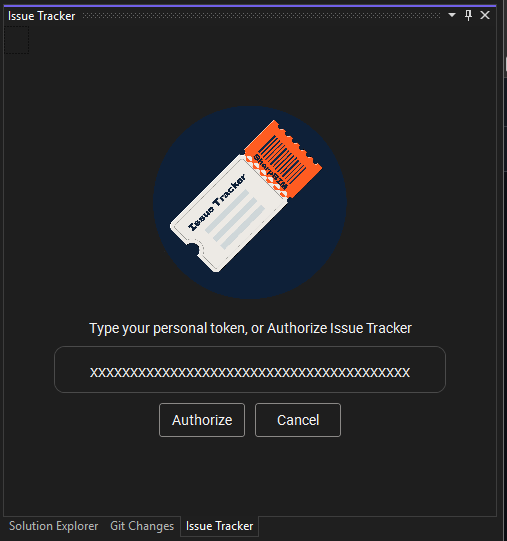 Issue Tracker
Issue Tracker
Type your personal token, or Authorize Issue Tracker
xxxxxxxxxxxxxxxxxxxxxxxxxxxxxxxxxxxxxxxx
Authorize Cancel
Solution Explorer Git Changes Issue Tracker